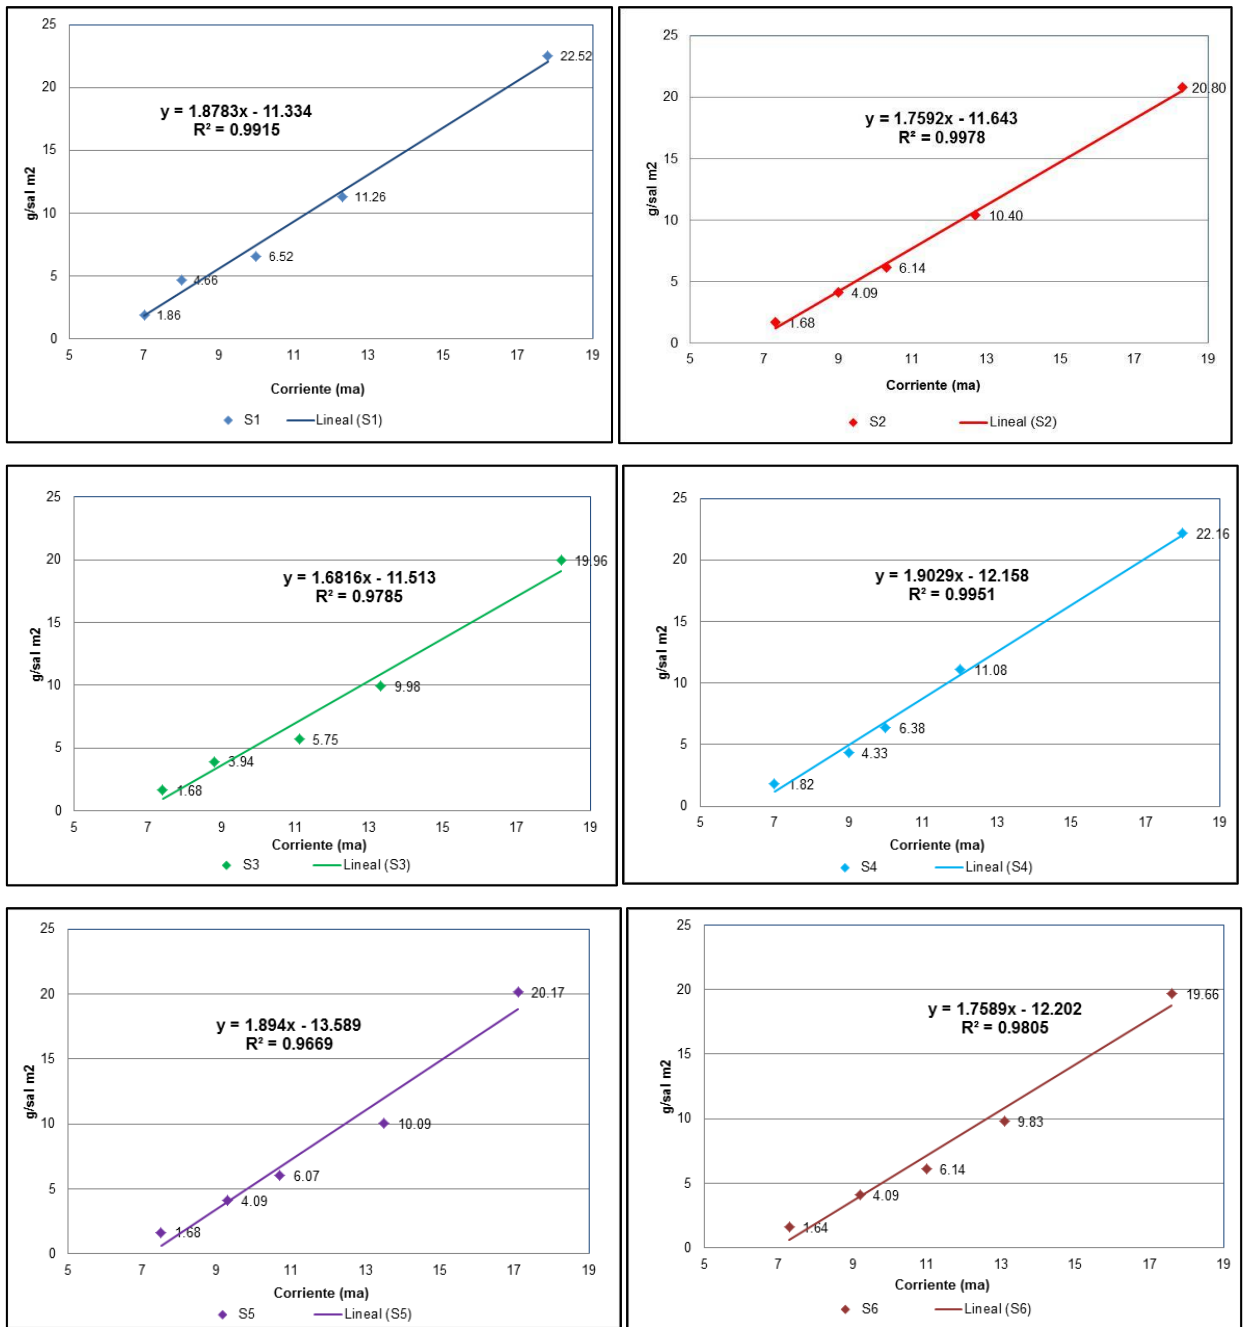 25
20
15
10
5
0
g/sal m2
y = 1.8783x - 11.334
R² = 0.9915
22.52
11.26
6.52
4.66
1.86
5 7 9 11 13 15 17 19
Corriente (ma)
S1 Lineal (S1)
25
20
15
10
5
0
g/sal m2
y = 1.7592x - 11.643
R² = 0.9978
20.80
10.40
6.14
4.09
1.68
5 7 9 11 13 15 17 19
Corriente (ma)
S2 Lineal (S2)
25
20
15
10
5
0
g/sal m2
y = 1.6816x - 11.513
R² = 0.9785
19.96
9.98
5.75
3.94
1.68
5 7 9 11 13 15 17 19
Corriente (ma)
S3 Lineal (S3)
25
20
15
10
5
0
g/sal m2
y = 1.9029x - 12.158
R² = 0.9951
22.16
11.08
6.38
4.33
1.82
5 7 9 11 13 15 17 19
Corriente (ma)
S4 Lineal (S4)
25
20
15
10
5
0
g/sal m2
y = 1.894x - 13.589
R² = 0.9669
20.17
10.09
6.07
4.09
1.68
5 7 9 11 13 15 17 19
Corriente (ma)
S5 Lineal (S5)
25
20
15
10
5
0
g/sal m2
y = 1.7589x - 12.202
R² = 0.9805
19.66
9.83
6.14
4.09
1.64
5 7 9 11 13 15 17 19
Corriente (ma)
S6 Lineal (S6)